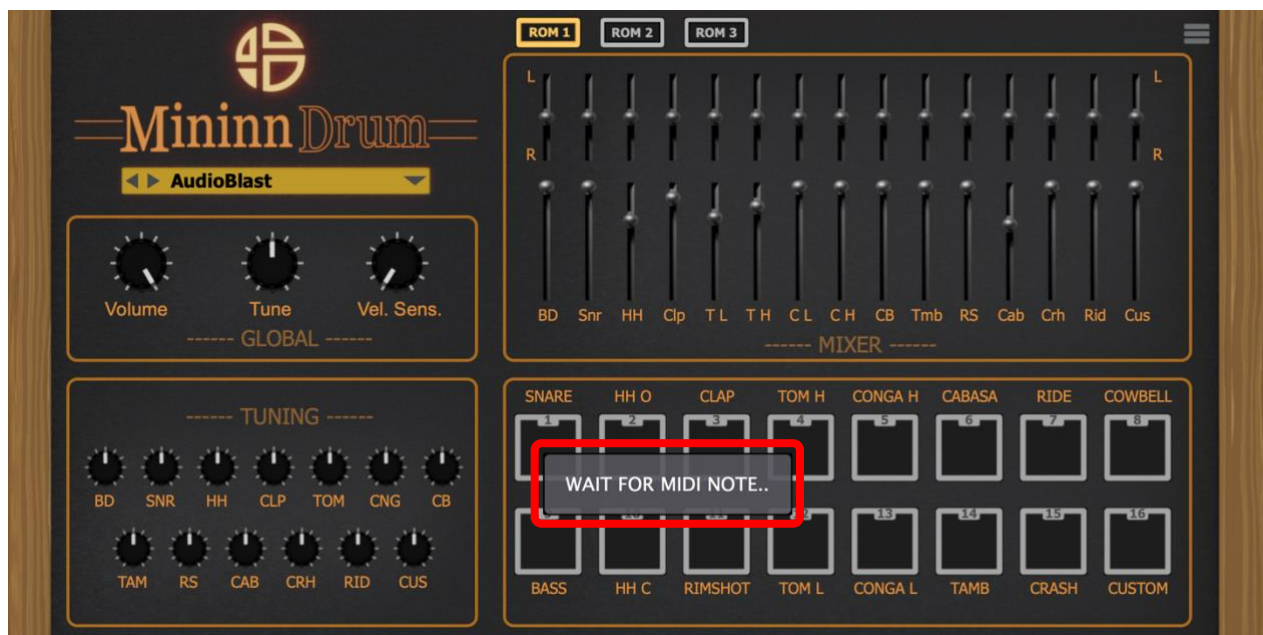 ROM 1 ROM 2 ROM 3
Mininn Drum
AudioBlast
Volume Tune Vel. Sens.
------ GLOBAL ------
L L
R R
BD Snr HH Clp T L T H C L C H CB Tmb RS Cab Crh Rid Cus
------ MIXER ------
------ TUNING ------
BD SNR HH CLP TOM CNG CB
TAM RS CAB CRH RID CUS
SNARE HH O CLAP TOM H CONGA H CABASA RIDE COWBELL
1 2 3 4 5 6 7 8
WAIT FOR MIDI NOTE..
13 14 15 16
BASS HH C RIMSHOT TOM L CONGA L TAMB CRASH CUSTOM